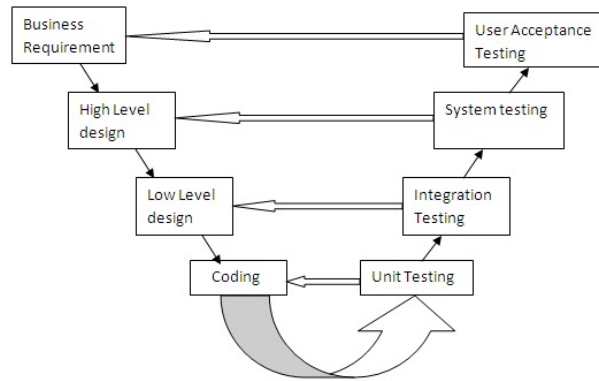 Business
Requirement
User Acceptance
Testing
High Level
design
System testing
Low Level
design
Integration
Testing
Coding
Unit Testing